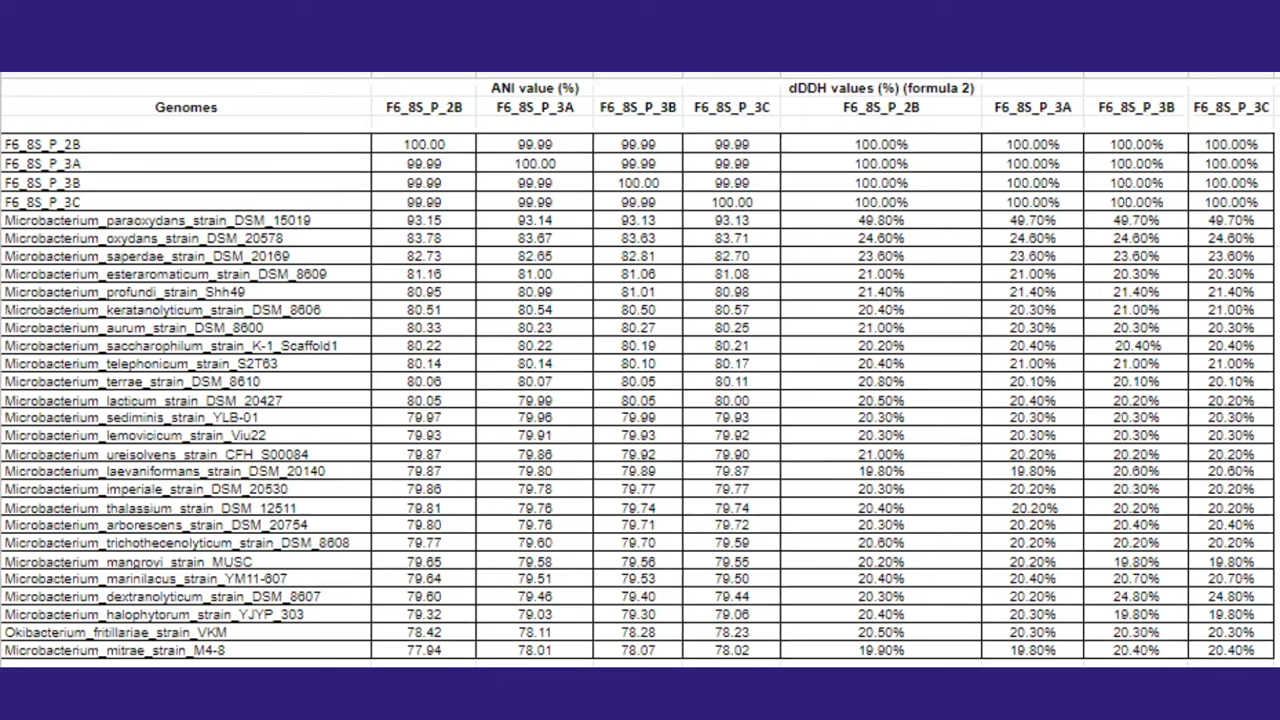 ANI value (%) dDDH values (%) (formula 2)
Genomes F6_8S_P_2B F6_8S_P_3A F6_8S_P_3B F6_8S_P_3C F6_8S_P_2B F6_8S_P_3A F6_8S_P_3B F6_8S_P_3C
F6_8S_P_2B 100.00 99.99 99.99 99.99 100.00% 100.00% 100.00% 100.00%
F6_8S_P_3A 99.99 100.00 99.99 99.99 100.00% 100.00% 100.00% 100.00%
F6_8S_P_3B 99.99 99.99 100.00 99.99 100.00% 100.00% 100.00% 100.00%
F6_8S_P_3C 99.99 99.99 99.99 100.00 100.00% 100.00% 100.00% 100.00%
Microbacterium_paraoxydans_strain_DSM_15019 93.15 93.14 93.13 93.13 49.80% 49.70% 49.70% 49.70%
Microbacterium_oxydans_strain_DSM_20578 83.78 83.67 83.63 83.71 24.60% 24.60% 24.60% 24.60%
Microbacterium_saperdae_strain_DSM_20169 82.73 82.65 82.81 82.70 23.60% 23.60% 23.60% 23.60%
Microbacterium_esteraromaticum_strain_DSM_8609 81.16 81.00 81.06 81.08 21.00% 21.00% 20.30% 20.30%
Microbacterium_profundi_strain_Shh49 80.95 80.99 81.01 80.98 21.40% 21.40% 21.40% 21.40%
Microbacterium_keratanolyticum_strain_DSM_8606 80.51 80.54 80.50 80.57 20.40% 20.30% 21.00% 21.00%
Microbacterium_aurum_strain_DSM_8600 80.33 80.23 80.27 80.25 21.00% 20.30% 20.30% 20.30%
Microbacterium_saccharophilum_strain_K-1_Scaffold1 80.22 80.22 80.19 80.21 20.20% 20.20% 20.40% 20.40%
Microbacterium_telephonicum_strain_S2T63 80.14 80.14 80.10 80.17 20.40% 21.00% 21.00% 21.00%
Microbacterium_terrae_strain_DSM_8610 80.06 80.07 80.05 80.11 20.80% 20.10% 20.10% 20.10%
Microbacterium_lacticum_strain_DSM_20427 80.05 79.99 80.05 80.00 20.50% 20.40% 20.20% 20.20%
Microbacterium_sediminis_strain_YLB-01 79.97 79.96 79.99 79.93 20.30% 20.30% 20.30% 20.30%
Microbacterium_lemovicicum_strain_Viu22 79.93 79.91 79.93 79.92 20.30% 20.30% 20.30% 20.30%
Microbacterium_ureisolvens_strain_CFH_S00084 79.87 79.86 79.92 79.90 21.00% 20.20% 20.20% 20.20%
Microbacterium_laevaniformans_strain_DSM_20140 79.87 79.80 79.89 79.87 19.80% 19.80% 20.60% 20.60%
Microbacterium_imperiale_strain_DSM_20530 79.86 79.78 79.77 79.77 20.30% 20.20% 20.20% 20.20%
Microbacterium_thalassium_strain_DSM_12511 79.81 79.76 79.74 79.74 20.40% 20.20% 20.20% 20.20%
Microbacterium_arborescens_strain_DSM_20754 79.80 79.76 79.71 79.72 20.30% 20.20% 20.40% 20.40%
Microbacterium_trichothecenolyticum_strain_DSM_8608 79.77 79.60 79.70 79.59 20.60% 20.20% 20.20% 20.20%
Microbacterium_mangrovi_strain_MUSC 79.65 79.58 79.56 79.55 20.20% 20.20% 19.80% 19.80%
Microbacterium_marinilacus_strain_YM11-607 79.64 79.51 79.53 79.50 20.40% 20.40% 20.70% 20.70%
Microbacterium_dextranolyticum_strain_DSM_8607 79.60 79.46 79.40 79.44 20.30% 20.20% 24.80% 24.80%
Microbacterium_halophytorum_strain_YJYP_303 79.32 79.03 79.30 79.06 20.40% 20.30% 19.80% 19.80%
Okibacterium_fritillariae_strain_VKM 78.42 78.11 78.28 78.23 20.50% 20.30% 20.30% 20.30%
Microbacterium_mitrae_strain_M4-8 77.94 78.01 78.07 78.02 19.90% 19.80% 20.40% 20.40%